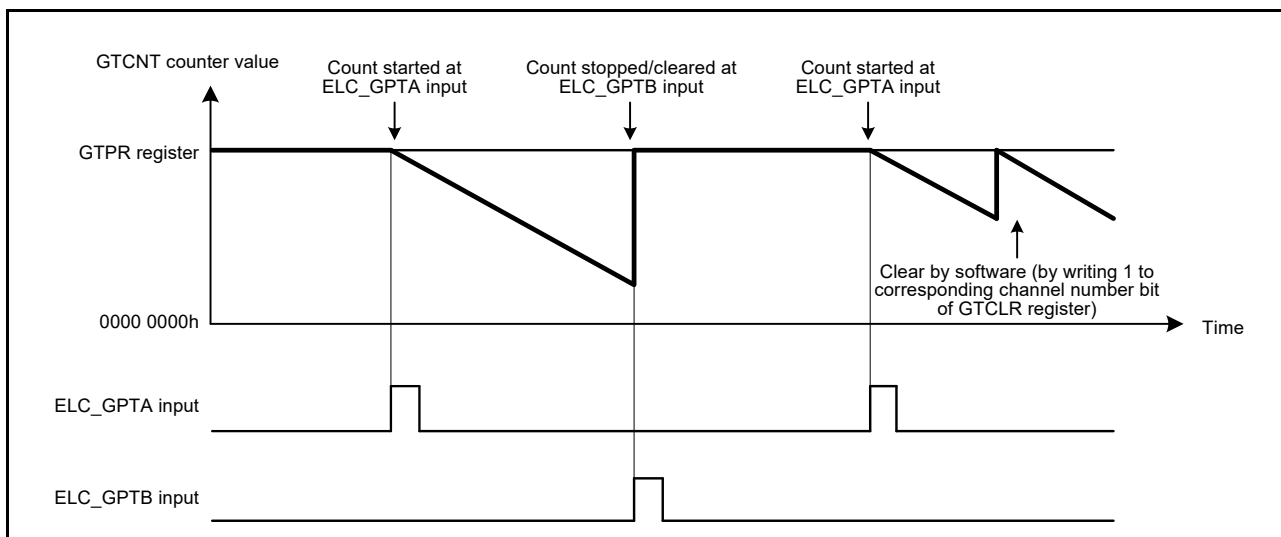 GTCNT counter value
Count started at
ELC_GPTA input
Count stopped/cleared at
ELC_GPTB input
Count started at
ELC_GPTA input
GTPR register
Clear by software (by writing 1 to
corresponding channel number bit
of GTCLR register)
0000 0000h
Time
ELC_GPTA input
ELC_GPTB input